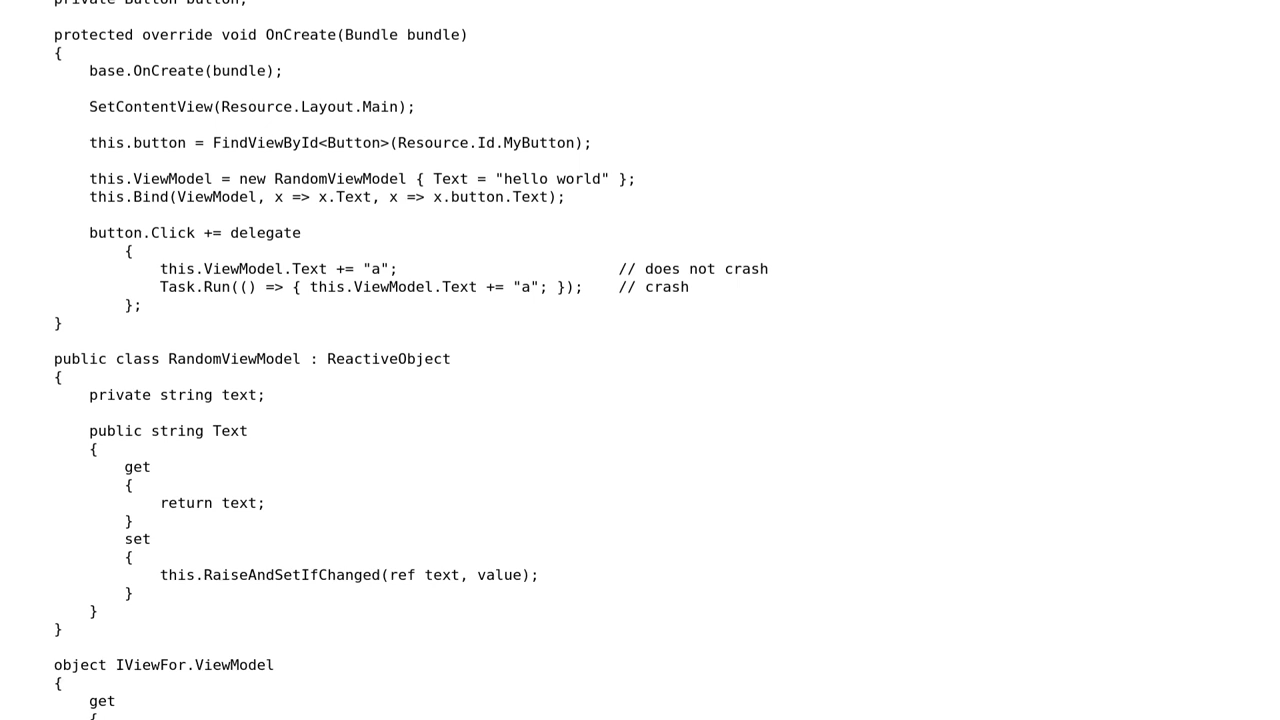 private Button button;
protected override void OnCreate(Bundle bundle)
{
base.OnCreate(bundle);
SetContentView(Resource.Layout.Main);
this.button = FindViewById<Button>(Resource.Id.MyButton);
this.ViewModel = new RandomViewModel { Text = "hello world" };
this.Bind(ViewModel, x => x.Text, x => x.button.Text);
button.Click += delegate
{
this.ViewModel.Text += "a"; // does not crash
Task.Run(() => { this.ViewModel.Text += "a"; }); // crash
};
}
public class RandomViewModel : ReactiveObject
{
private string text;
public string Text
{
get
{
return text;
}
set
{
this.RaiseAndSetIfChanged(ref text, value);
}
}
}
object IViewFor.ViewModel
{
get
{